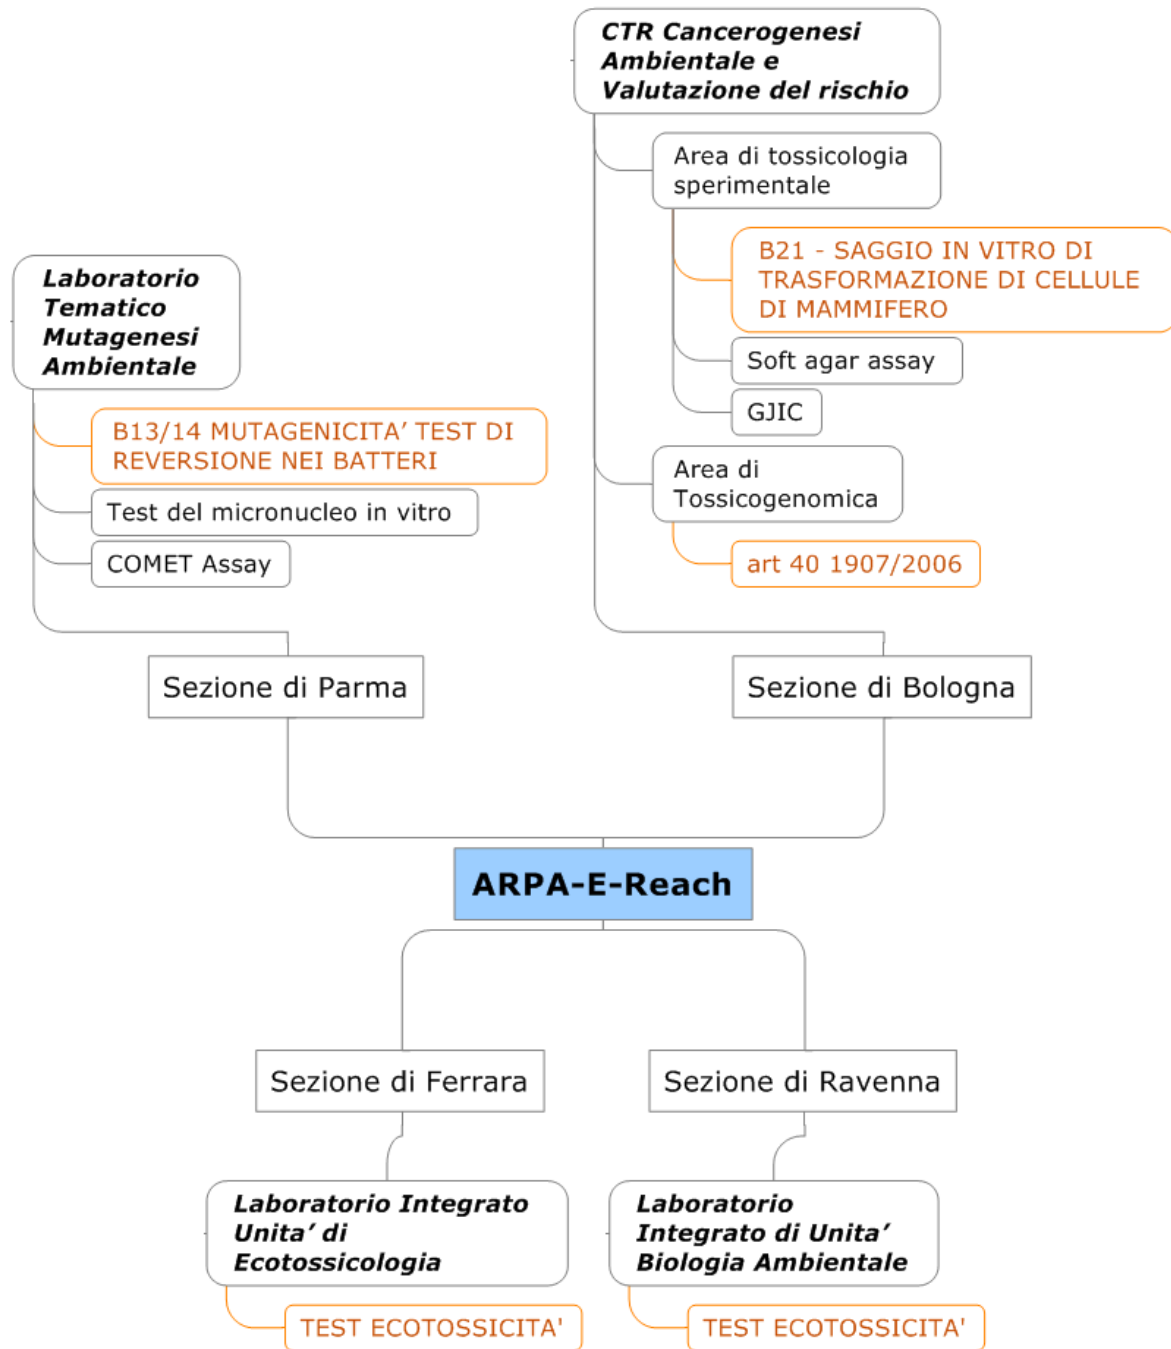 CTR Cancerogenesi
Ambientale e
Valutazione del rischio
Area di tossicologia
sperimentale
B21 - SAGGIO IN VITRO DI
TRASFORMAZIONE DI CELLULE
DI MAMMIFERO
Soft agar assay
GJIC
Area di
Tossicogenomica
art 40 1907/2006
Laboratorio
Tematico
Mutagenesi
Ambientale
B13/14 MUTAGENICITA’ TEST DI
REVERSIONE NEI BATTERI
Test del micronucleo in vitro
COMET Assay
Sezione di Parma
Sezione di Bologna
ARPA-E-Reach
Sezione di Ferrara
Sezione di Ravenna
Laboratorio Integrato
Unita’ di
Ecotossicologia
TEST ECOTOSSICITA'
Laboratorio
Integrato di Unita’
Biologia Ambientale
TEST ECOTOSSICITA'